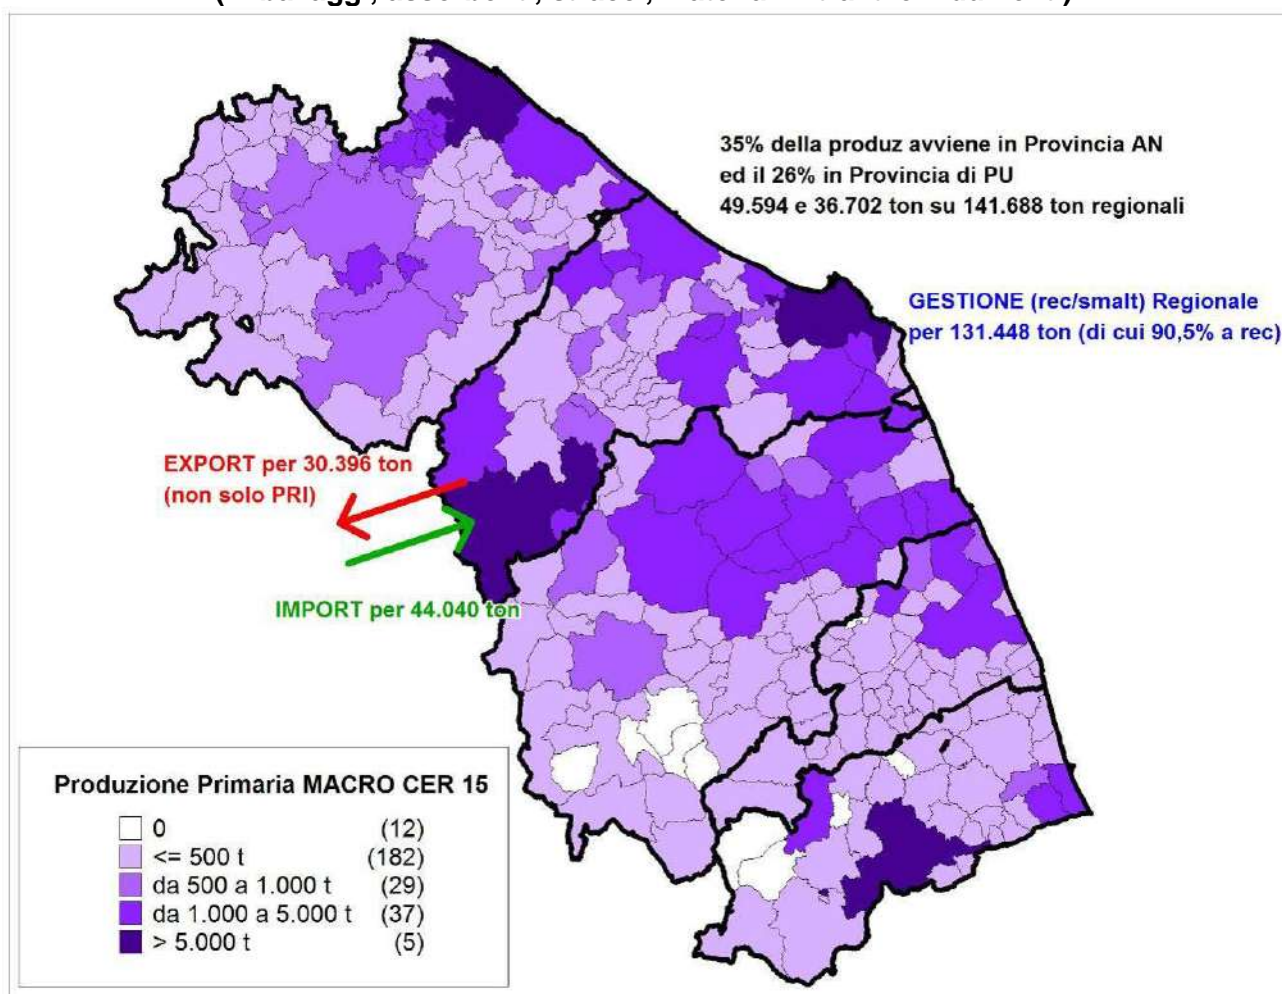 35% della produz avviene in Provincia AN
ed il 26% in Provincia di PU
49.594 e 36.702 ton su 141.688 ton regionali
GESTIONE (rec/smalt) Regionale
per 131.448 ton (di cui 90,5% a rec)
EXPORT per 30.396 ton
(non solo PRI)
IMPORT per 44.040 ton
Produzione Primaria MACRO CER 15
0 (12)
<= 500 t (182)
da 500 a 1.000 t (29)
da 1.000 a 5.000 t (37)
> 5.000 t (5)